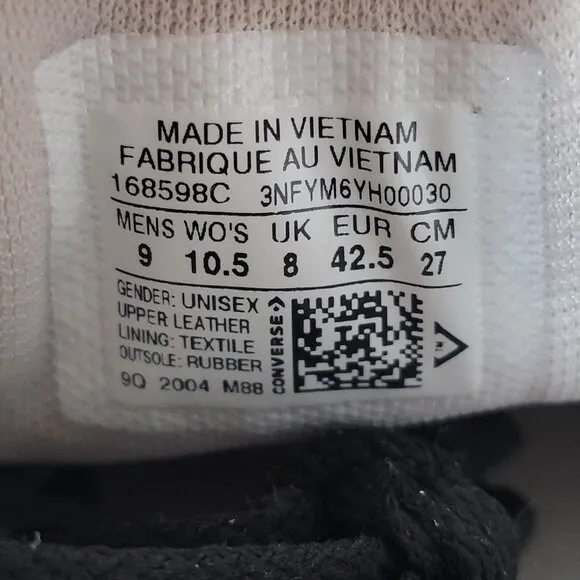 MADE IN VIETNAM
FABRIQUE AU VIETNAM
168598C 3NFYM6YH00030
MENS WO'S UK EUR CM
9 10.5 8 42.5 27
GENDER: UNISEX
UPPER LEATHER
LINING: TEXTILE
OUTSOLE: RUBBER
9Q 2004 M88
CONVERSE
TM